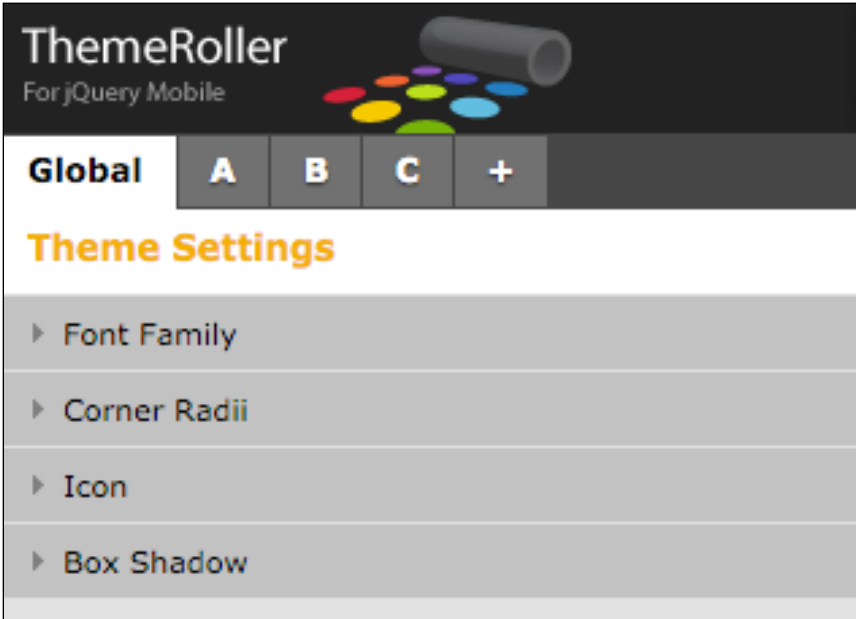 ThemeRoller
For jQuery Mobile
Global A B C +
Theme Settings
Font Family
Corner Radii
Icon
Box Shadow